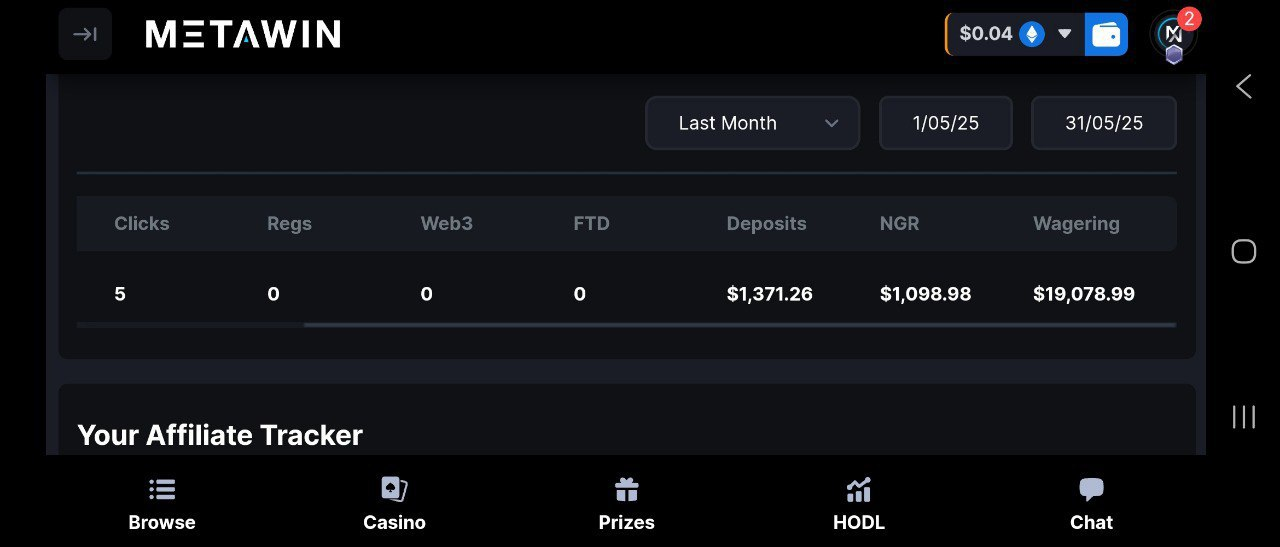 METAWIN
$0.04
2
Last Month
1/05/25
31/05/25
Clicks Regs Web3 FTD Deposits NGR Wagering
5 0 0 0 $1,371.26 $1,098.98 $19,078.99
Your Affiliate Tracker
Browse Casino Prizes HODL Chat